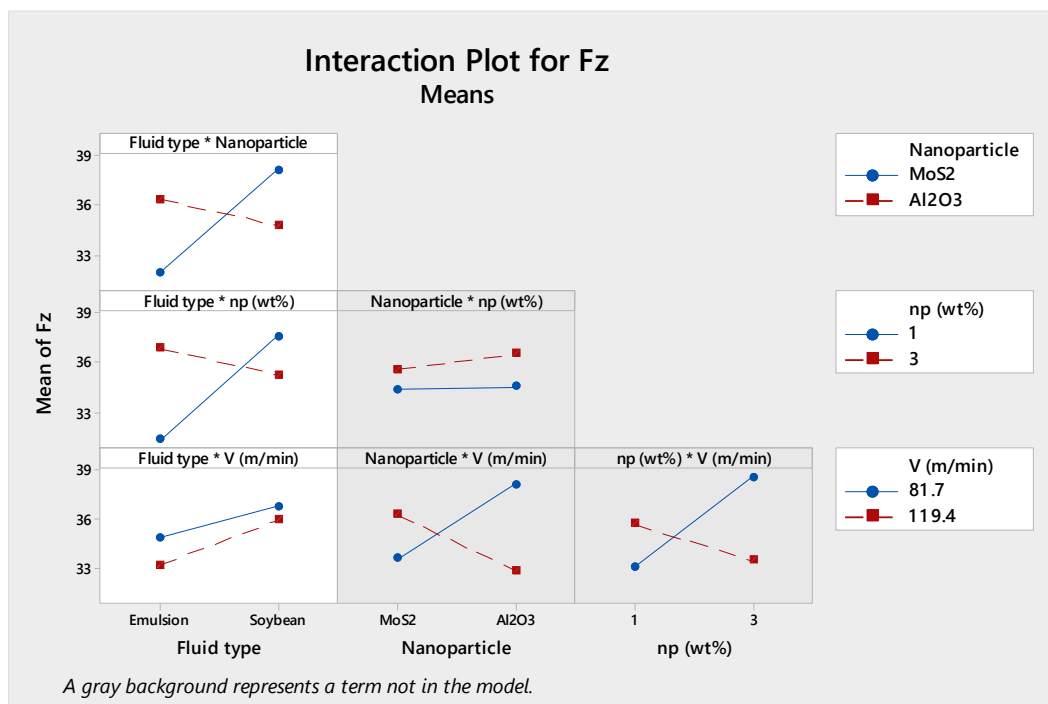 Interaction Plot for Fz
Means
Fluid type * Nanoparticle
39
36
33
Nanoparticle
MoS2
Al2O3
Fluid type * np (wt%)
Nanoparticle * np (wt%)
39
36
33
np (wt%)
1
3
Mean of Fz
Fluid type * V (m/min)
Nanoparticle * V (m/min)
np (wt%) * V (m/min)
39
36
33
V (m/min)
81.7
119.4
Emulsion
Soybean
MoS2
Al2O3
1
3
Fluid type
Nanoparticle
np (wt%)
A gray background represents a term not in the model.